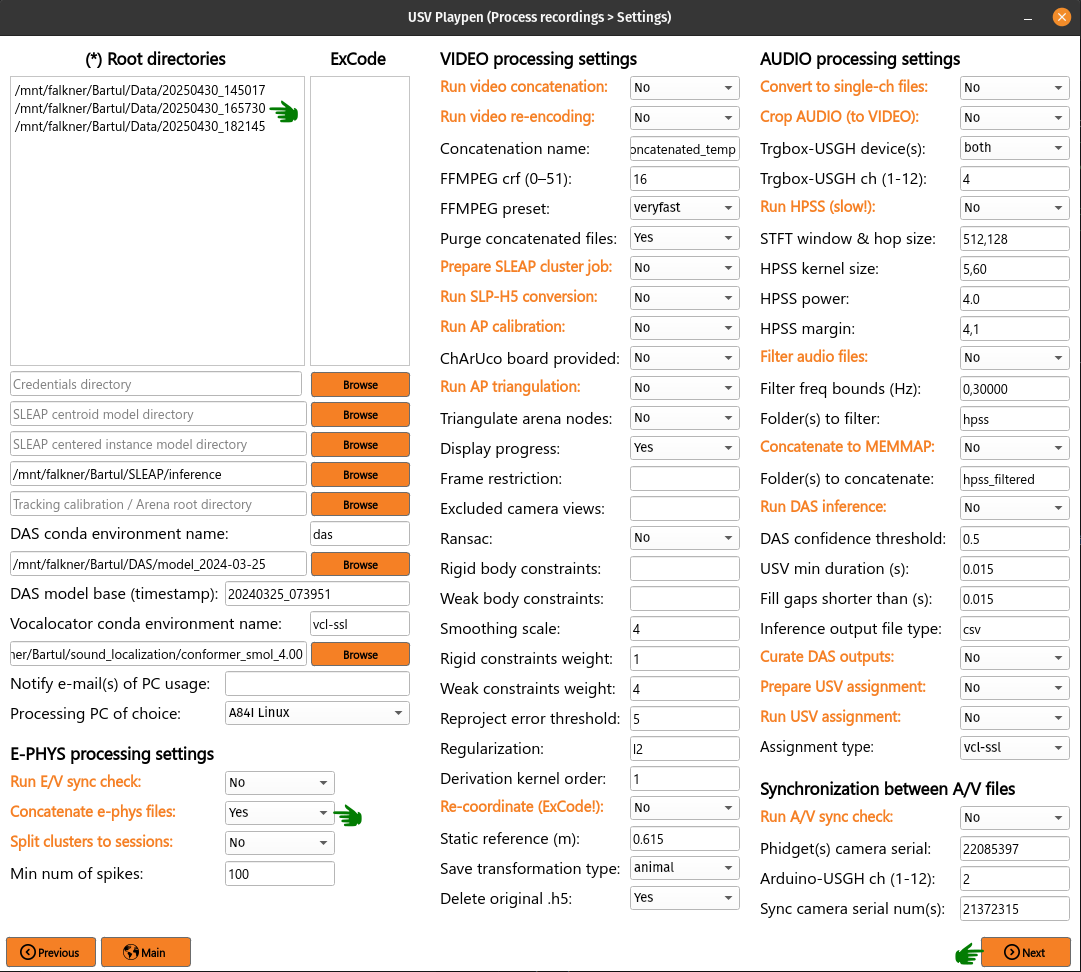 USV Playpen (Process recordings > Settings)
(*) Root directories
ExCode
/mnt/falkner/Bartul/Data/20250430_145017
/mnt/falkner/Bartul/Data/20250430_165730
/mnt/falkner/Bartul/Data/20250430_182145
Credentials directory
Browse
SLEAP centroid model directory
Browse
SLEAP centered instance model directory
Browse
/mnt/falkner/Bartul/SLEAP/inference
Browse
Tracking calibration / Arena root directory
Browse
DAS conda environment name:
das
/mnt/falkner/Bartul/DAS/model_2024-03-25
Browse
DAS model base (timestamp):
20240325_073951
Vocalocator conda environment name:
vcl-ssl
ner/Bartul/sound_localization/conformer_smol_4.00
Browse
Notify e-mail(s) of PC usage:
Processing PC of choice:
A84I Linux
E-PHYS processing settings
Run E/V sync check:
No
Concatenate e-phys files:
Yes
Split clusters to sessions:
No
Min num of spikes:
100
VIDEO processing settings
Run video concatenation:
No
Run video re-encoding:
No
Concatenation name:
oncatenated_temp
FFMPEG crf (0–51):
16
FFMPEG preset:
veryfast
Purge concatenated files:
Yes
Prepare SLEAP cluster job:
No
Run SLP-H5 conversion:
No
Run AP calibration:
No
ChArUco board provided:
No
Run AP triangulation:
No
Triangulate arena nodes:
No
Display progress:
Yes
Frame restriction:
Excluded camera views:
Ransac:
No
Rigid body constraints:
Weak body constraints:
Smoothing scale:
4
Rigid constraints weight:
1
Weak constraints weight:
4
Reproject error threshold:
5
Regularization:
l2
Derivation kernel order:
1
Re-coordinate (ExCode!):
No
Static reference (m):
0.615
Save transformation type:
animal
Delete original .h5:
Yes
AUDIO processing settings
Convert to single-ch files:
No
Crop AUDIO (to VIDEO):
No
Trgbox-USGH device(s):
both
Trgbox-USGH ch (1-12):
4
Run HPSS (slow!):
No
STFT window & hop size:
512,128
HPSS kernel size:
5,60
HPSS power:
4.0
HPSS margin:
4,1
Filter audio files:
No
Filter freq bounds (Hz):
0,30000
Folder(s) to filter:
hpss
Concatenate to MEMMAP:
No
Folder(s) to concatenate:
hpss_filtered
Run DAS inference:
No
DAS confidence threshold:
0.5
USV min duration (s):
0.015
Fill gaps shorter than (s):
0.015
Inference output file type:
csv
Curate DAS outputs:
No
Prepare USV assignment:
No
Run USV assignment:
No
Assignment type:
vcl-ssl
Synchronization between A/V files
Run A/V sync check:
No
Phidget(s) camera serial:
22085397
Arduino-USGH ch (1-12):
2
Sync camera serial num(s):
21372315
Previous
Main
Next